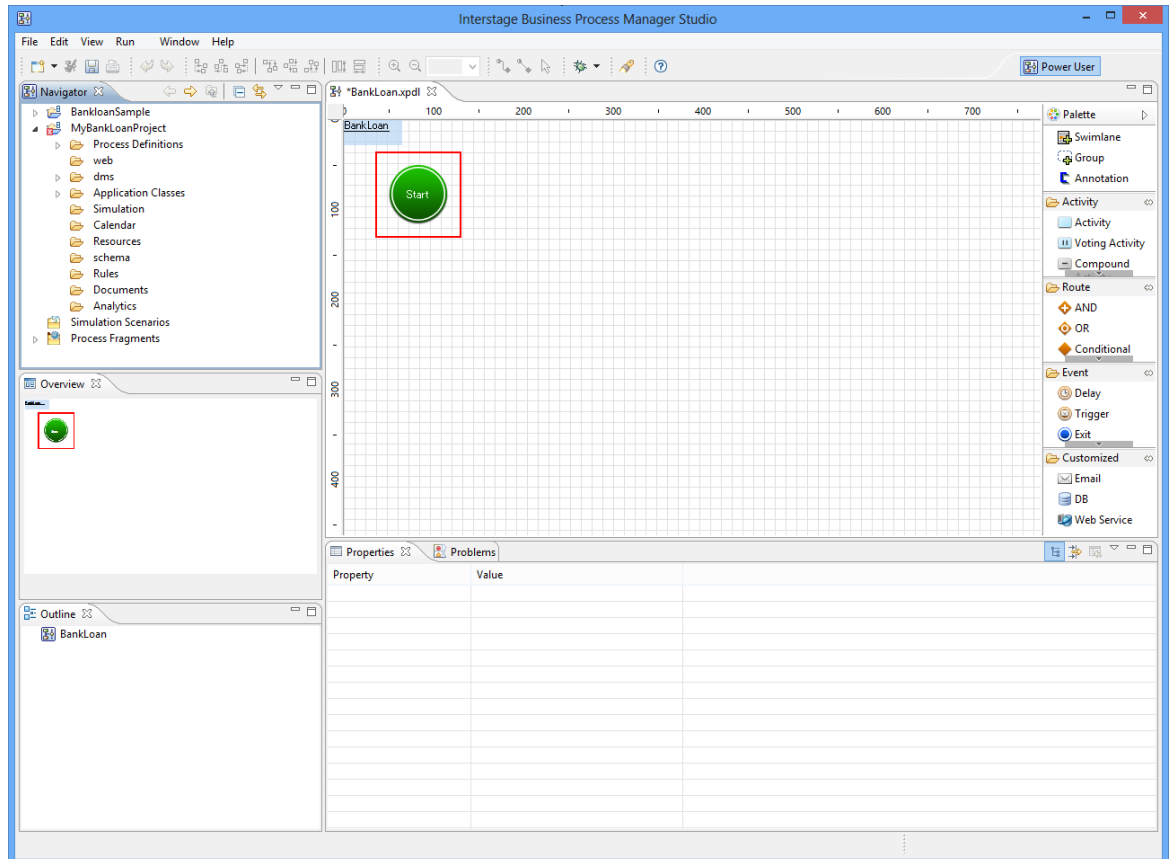 Interstage Business Process Manager Studio
File Edit View Run Window Help
Power User
Navigator
BankloanSample
MyBankLoanProject
Process Definitions
web
dms
Application Classes
Simulation
Calendar
Resources
schema
Rules
Documents
Analytics
Simulation Scenarios
Process Fragments
Overview
Outline
BankLoan
*BankLoan.xpdl
100 200 300 400 500 600 700
BankLoan
Start
100
200
300
400
Palette
Swimlane
Group
Annotation
Activity
Activity
Voting Activity
Compound
Route
AND
OR
Conditional
Event
Delay
Trigger
Exit
Customized
Email
DB
Web Service
Properties Problems
Property Value